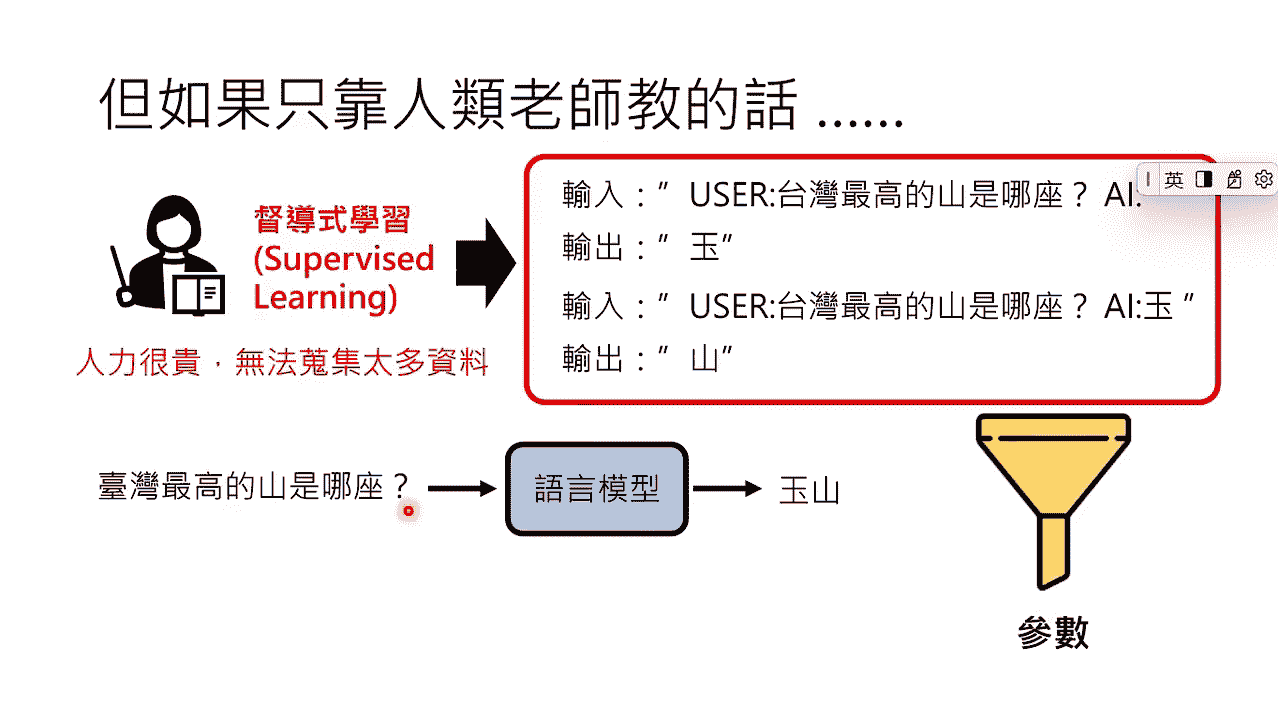 但如果只靠人類老師教的話 ......
督導式學習
(Supervised
Learning)
人力很貴，無法蒐集太多資料
輸入：” USER:台灣最高的山是哪座？ AI:
輸出：” 玉”
輸入：” USER:台灣最高的山是哪座？ AI:玉 ”
輸出：” 山”
英
臺灣最高的山是哪座？
語言模型
玉山
參數